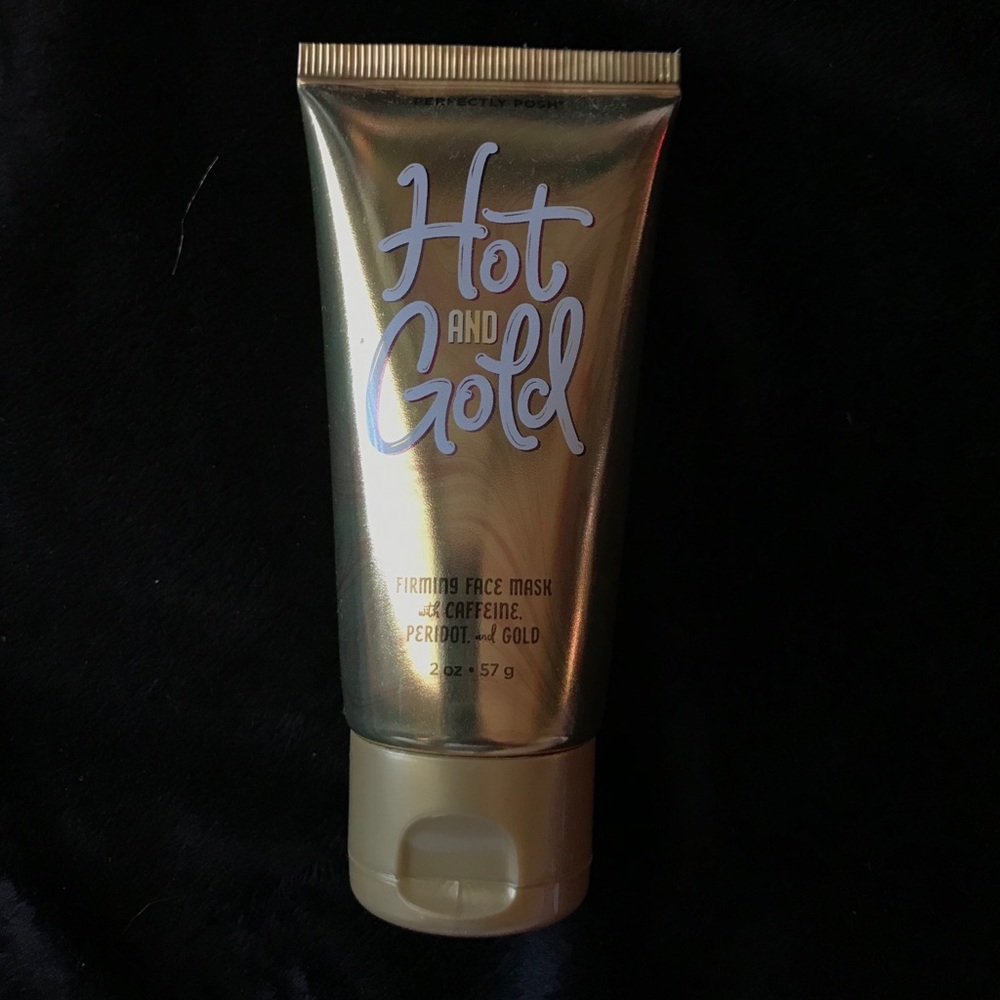 PERFECTLY POSH®
Hot
AND
Gold
FIRMING FACE MASK
with CAFFEINE,
PERIDOT, and GOLD
2 oz • 57 g